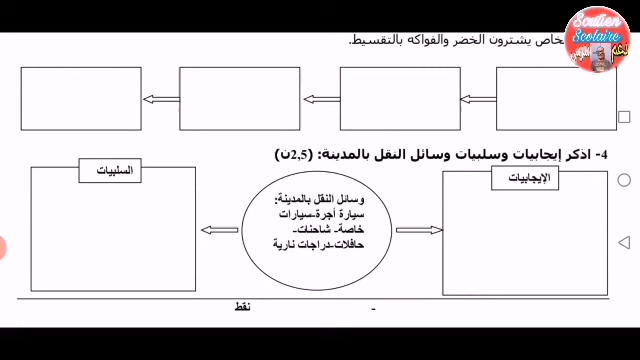 Soutien
Scolaire
يشترون الخضر والفواكه بالتقسيط.
4- اذكر إيجابيات وسلبيات وسائل النقل بالمدينة: (2,5ن)
الإيجابيات
وسائل النقل بالمدينة:
سيارة أجرة-سيارات
خاصة- شاحنات-
حافلات-دراجات نارية
السلبيات
- نقط